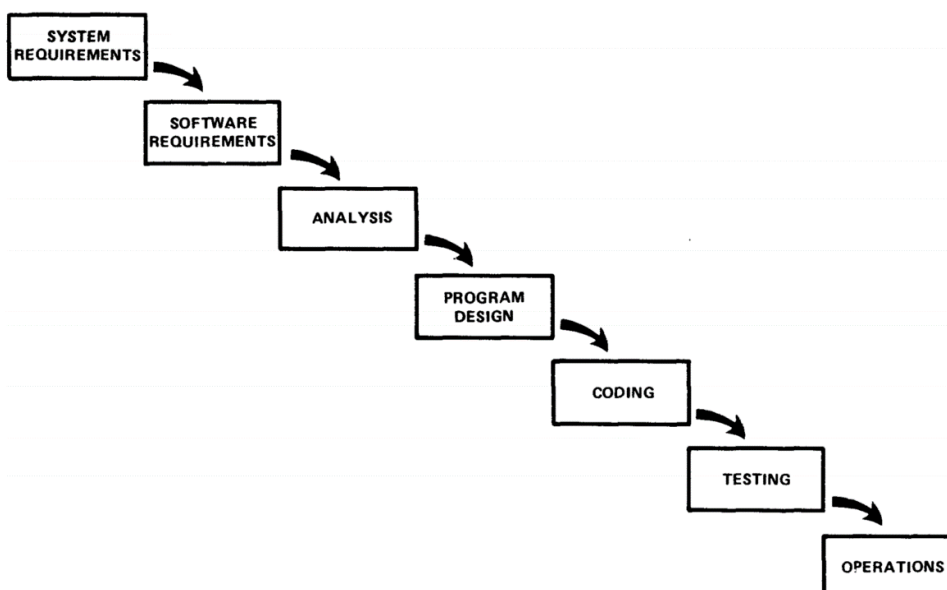 SYSTEM
REQUIREMENTS
SOFTWARE
REQUIREMENTS
ANALYSIS
PROGRAM
DESIGN
CODING
TESTING
OPERATIONS